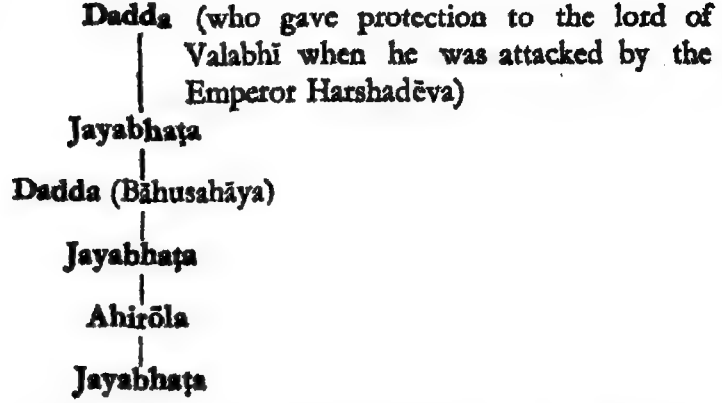 Dadda (who gave protection to the lord of
Valabhī when he was attacked by the
Emperor Harshadēva)
Jayabhaṭa
Dadda (Bāhusahāya)
Jayabhaṭa
Ahirōla
Jayabhaṭa